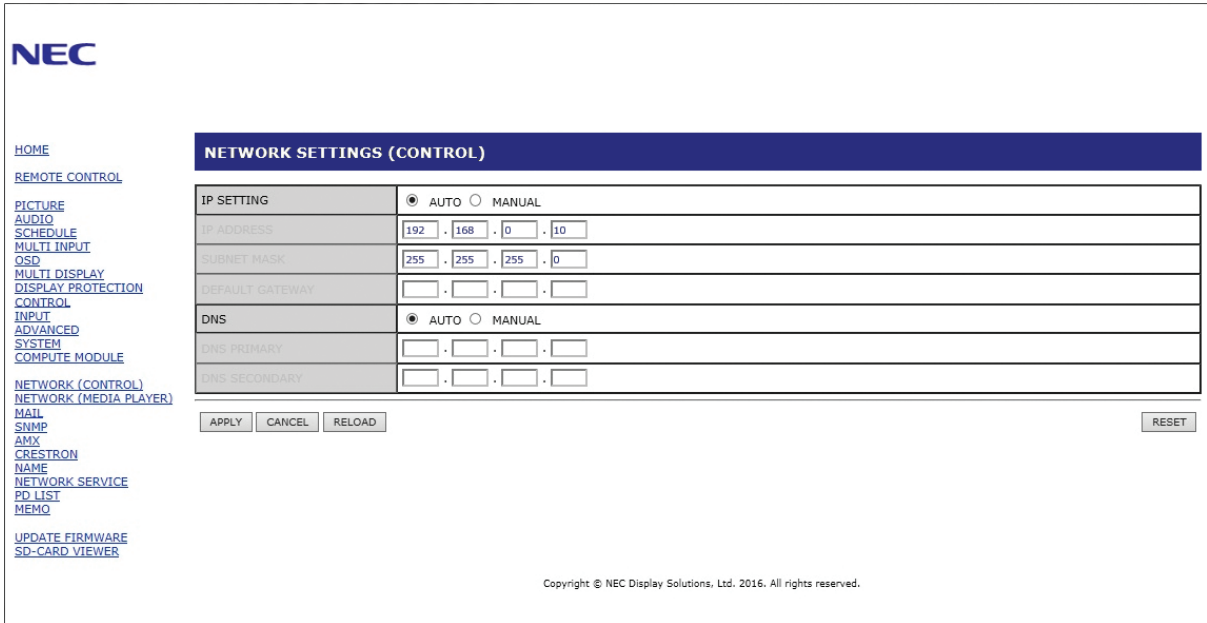 NEC
HOME
REMOTE CONTROL
PICTURE
AUDIO
SCHEDULE
MULTI INPUT
OSD
MULTI DISPLAY
DISPLAY PROTECTION
CONTROL
INPUT
ADVANCED
SYSTEM
COMPUTE MODULE
NETWORK (CONTROL)
NETWORK (MEDIA PLAYER)
MAIL
SNMP
AMX
CRESTRON
NAME
NETWORK SERVICE
PD LIST
MEMO
UPDATE FIRMWARE
SD-CARD VIEWER
NETWORK SETTINGS (CONTROL)
IP SETTING AUTO MANUAL
IP ADDRESS 192 . 168 . 0 . 10
SUBNET MASK 255 . 255 . 255 . 0
DEFAULT GATEWAY . . .
DNS AUTO MANUAL
DNS PRIMARY . . .
DNS SECONDARY . . .
APPLY CANCEL RELOAD RESET
Copyright © NEC Display Solutions, Ltd. 2016. All rights reserved.